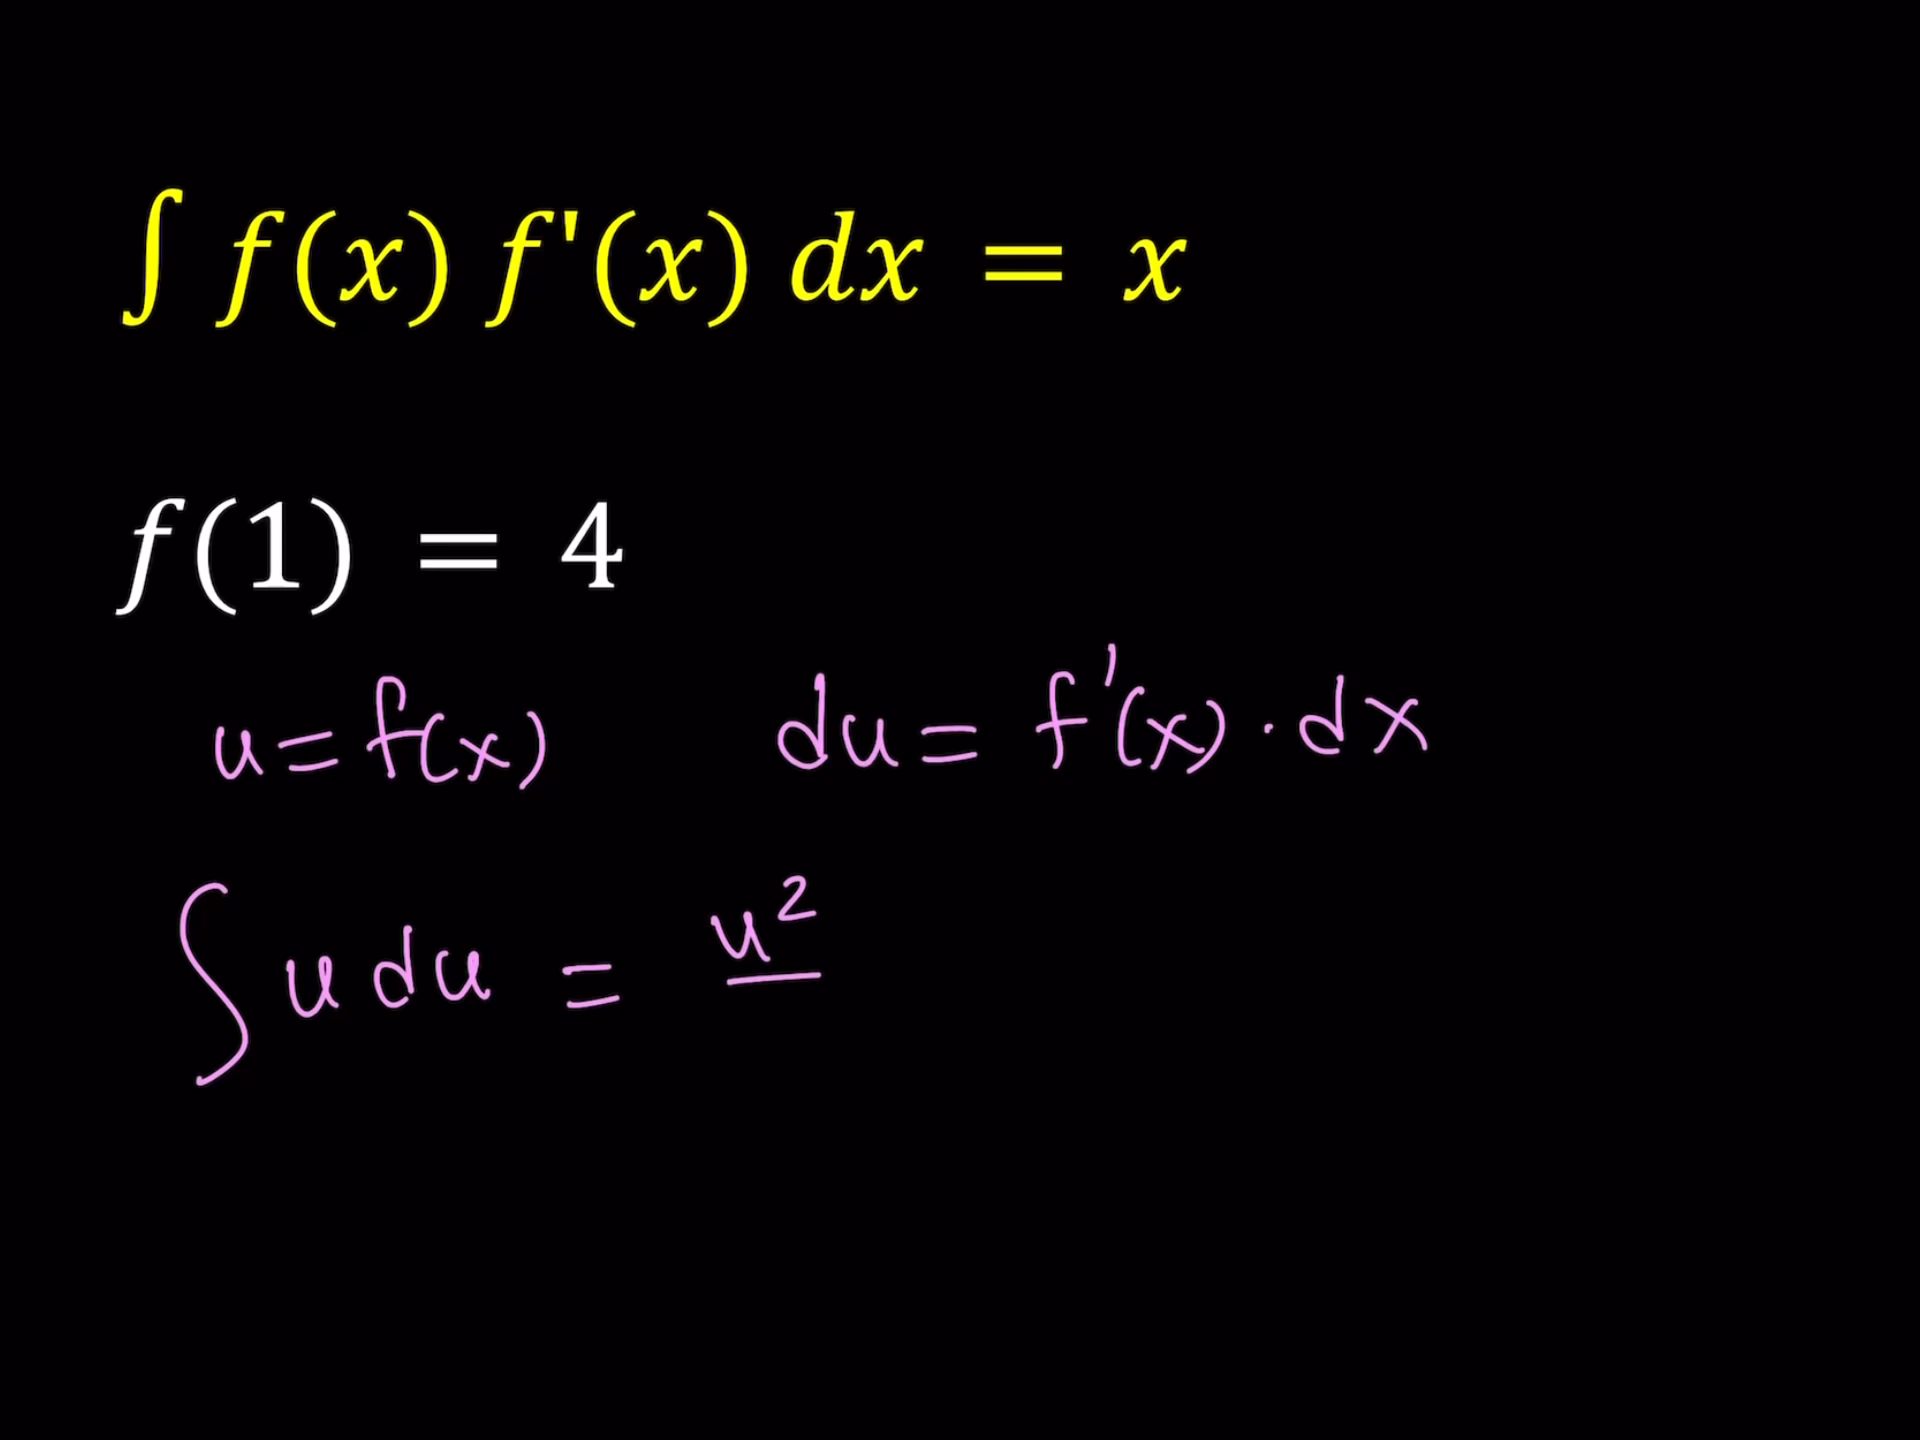 ∫ f(x) f'(x) dx = x
f(1) = 4
u = f(x) du = f'(x) · dx
∫ u du = u²